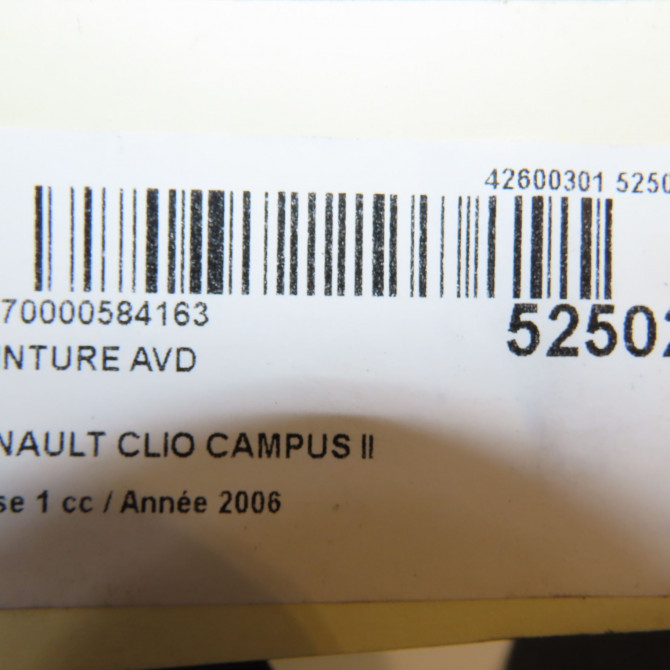 42600301 5250
70000584163
52502
INTURE AVD
NAULT CLIO CAMPUS II
se 1 cc / Année 2006